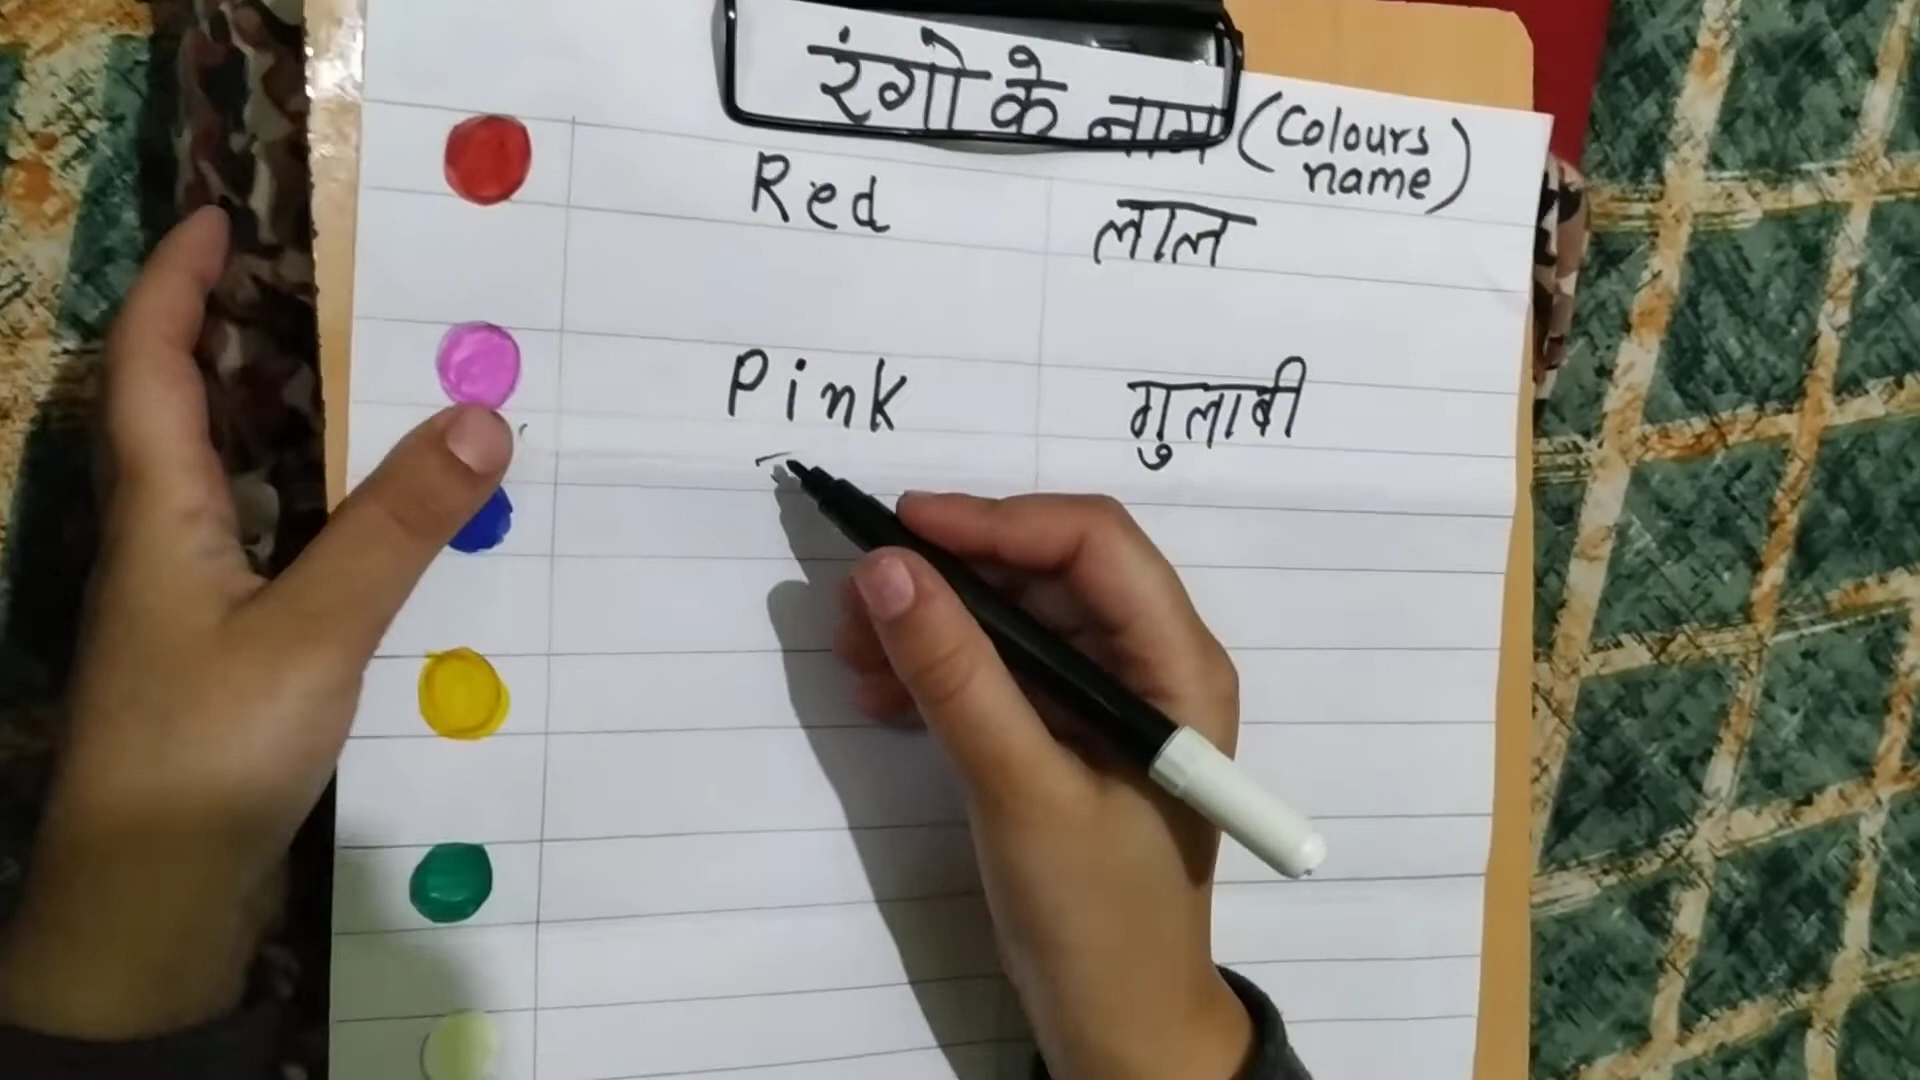 रंगो के नाम (Colours name)
Red लाल
Pink गुलाबी